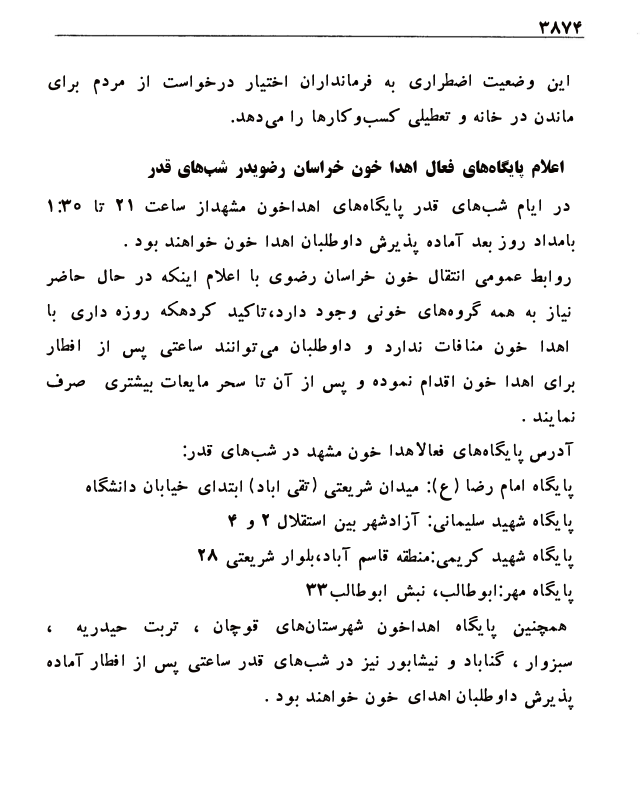 ۳۸۷۴
این وضعیت اضطراری به فرمانداران اختیار درخواست از مردم برای
ماندن در خانه و تعطیلی کسب‌وکارها را می‌دهد.
اعلام پایگاه‌های فعال اهدا خون خراسان رضویدر شب‌های قدر
در ایام شب‌های قدر پایگاه‌های اهداخون مشهداز ساعت ۲۱ تا ۱:۳۰
بامداد روز بعد آماده پذیرش داوطلبان اهدا خون خواهند بود .
روابط عمومی انتقال خون خراسان رضوی با اعلام اینکه در حال حاضر
نیاز به همه گروه‌های خونی وجود دارد،تاکید کردهکه روزه داری با
اهدا خون منافات ندارد و داوطلبان می‌توانند ساعتی پس از افطار
برای اهدا خون اقدام نموده و پس از آن تا سحر مایعات بیشتری صرف
نمایند .
آدرس پایگاه‌های فعالاهدا خون مشهد در شب‌های قدر:
پایگاه امام رضا (ع): میدان شریعتی (تقی اباد) ابتدای خیابان دانشگاه
پایگاه شهید سلیمانی: آزادشهر بین استقلال ۲ و ۴
پایگاه شهید کریمی:منطقه قاسم آباد،بلوار شریعتی ۲۸
پایگاه مهر:ابوطالب، نبش ابوطالب۳۳
همچنین پایگاه اهداخون شهرستان‌های قوچان ، تربت حیدریه ،
سبزوار ، گناباد و نیشابور نیز در شب‌های قدر ساعتی پس از افطار آماده
پذیرش داوطلبان اهدای خون خواهند بود .